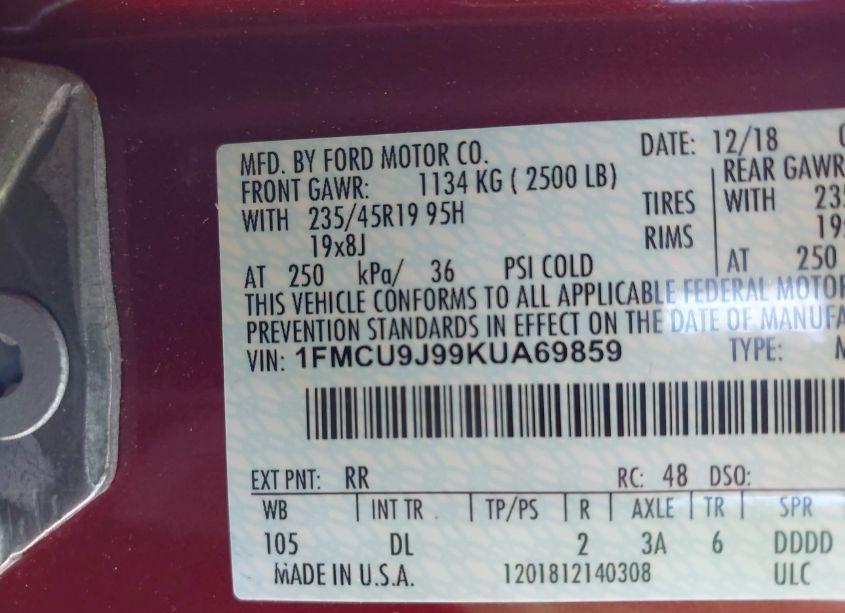 MFD. BY FORD MOTOR CO. DATE: 12/18
FRONT GAWR: 1134 KG ( 2500 LB) REAR GAWR
WITH 235/45R19 95H TIRES WITH
19x8J RIMS
AT 250 kPa/ 36 PSI COLD AT 250
THIS VEHICLE CONFORMS TO ALL APPLICABLE FEDERAL MOTOR
PREVENTION STANDARDS IN EFFECT ON THE DATE OF MANUFA
VIN: 1FMCU9J99KUA69859 TYPE:
EXT PNT: RR RC: 48 DSO:
WB INT TR TP/PS R AXLE TR SPR
105 DL 2 3A 6 DDDD
MADE IN U.S.A. 1201812140308 ULC